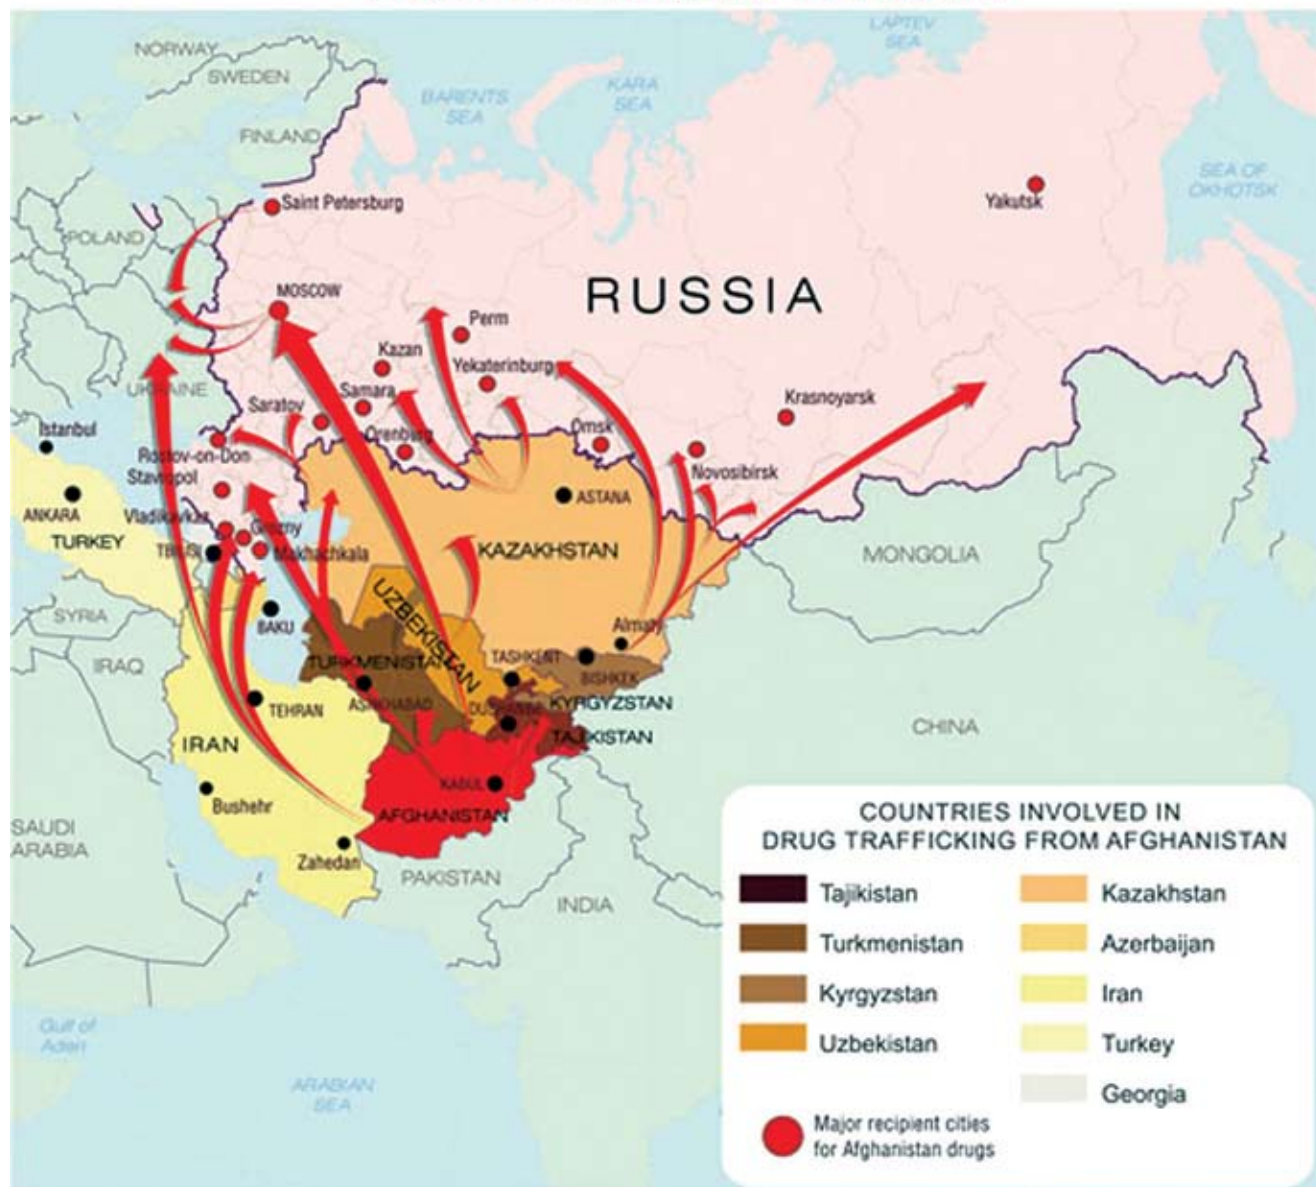 LAPTEV
SEA
NORWAY
SWEDEN
KARA
SEA
BARENTS
SEA
FINLAND
SEA OF
OKHOTSK
Yakutsk
Saint Petersburg
POLAND
RUSSIA
MOSCOW
Perm
Kazan
Yekaterinburg
UKRAINE
Samara
Krasnoyarsk
Saratov
Istanbul
Orenburg
Omsk
Rostov-on-Don
Novosibirsk
Stavropol
ASTANA
ANKARA
Vladikavkaz
Grozny
TURKEY
TBILISI
Makhachkala
KAZAKHSTAN
MONGOLIA
UZBEKISTAN
SYRIA
BAKU
Almaty
IRAQ
TURKMENISTAN
TASHKENT
BISHKEK
ASHKHABAD
KYRGYZSTAN
TEHRAN
DUSHANBE
TAJIKISTAN
CHINA
IRAN
KABUL
Bushehr
AFGHANISTAN
SAUDI
ARABIA
Zahedan
PAKISTAN
INDIA
Gulf of
Aden
ARABIAN
SEA
COUNTRIES INVOLVED IN
DRUG TRAFFICKING FROM AFGHANISTAN
Tajikistan
Kazakhstan
Turkmenistan
Azerbaijan
Kyrgyzstan
Iran
Uzbekistan
Turkey
Georgia
Major recipient cities
for Afghanistan drugs